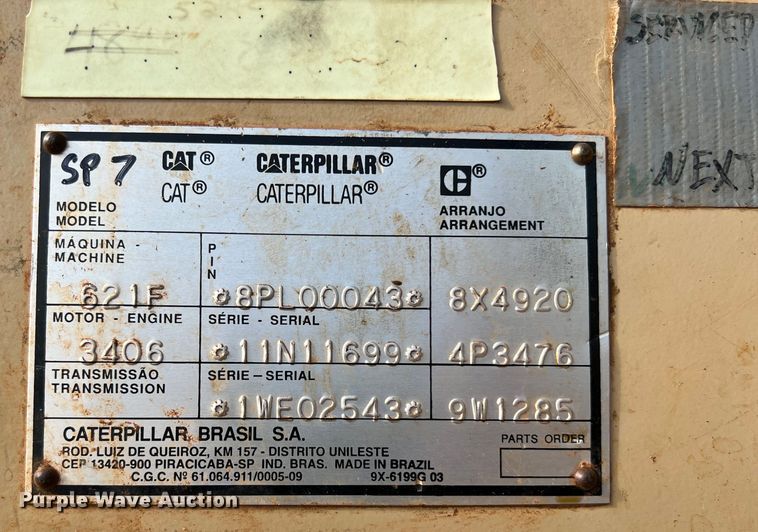 SERVICED
NEXT
SP 7 CAT® CATERPILLAR®
CAT® CATERPILLAR®
C®
MODELO
MODEL
ARRANJO
ARRANGEMENT
MÁQUINA -
MACHINE
PIN
621F *8PL00043* 8X4920
MOTOR - ENGINE SÉRIE - SERIAL
3406 *11N11699* 4P3476
TRANSMISSÃO
TRANSMISSION
SÉRIE - SERIAL
*1WE02543* 9W1285
CATERPILLAR BRASIL S.A.
PARTS ORDER
ROD. LUIZ DE QUEIROZ, KM 157 - DISTRITO UNILESTE
CEP 13420-900 PIRACICABA-SP IND. BRAS. MADE IN BRAZIL
C.G.C. Nº 61.064.911/0005-09 9X-6199G 03
Purple Wave Auction